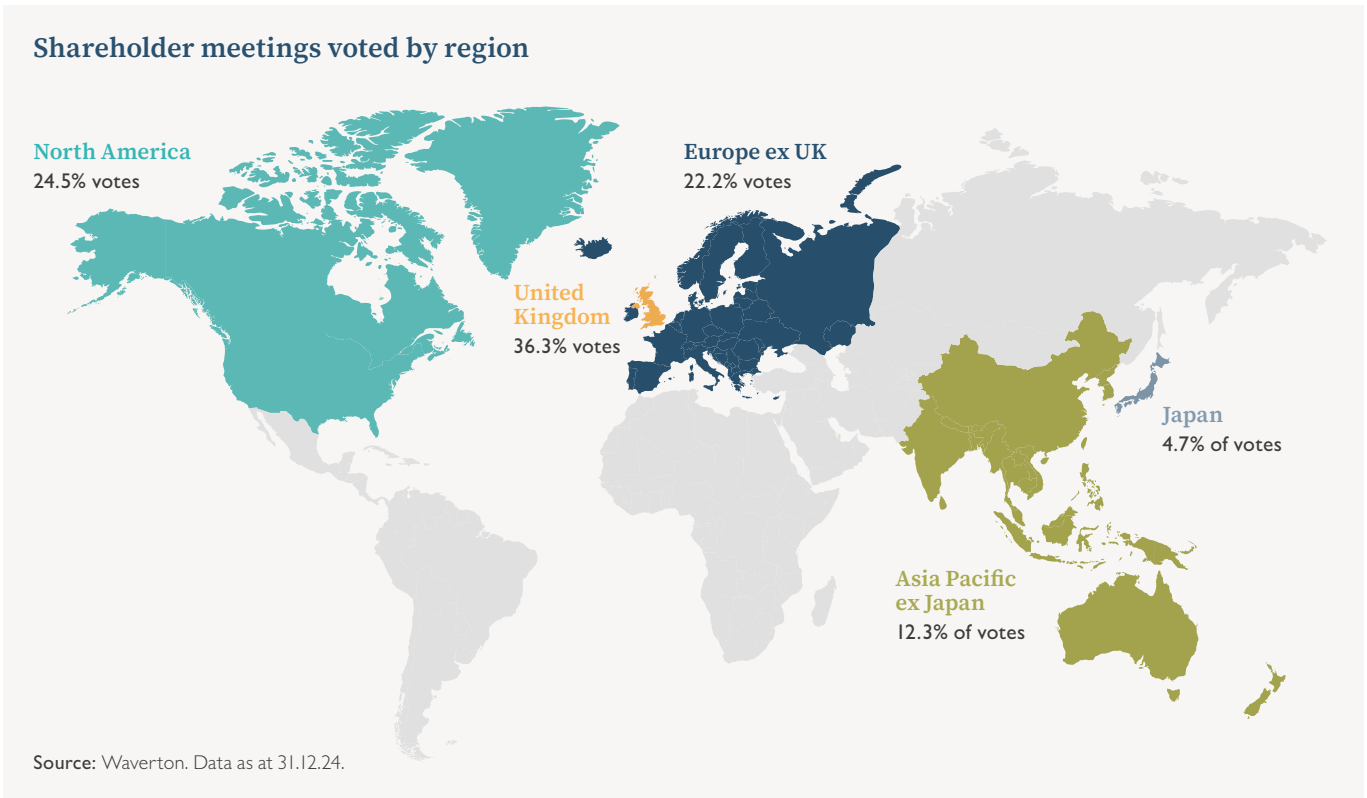 Shareholder meetings voted by region
North America
24.5% votes
Europe ex UK
22.2% votes
United
Kingdom
36.3% votes
Japan
4.7% of votes
Asia Pacific
ex Japan
12.3% of votes
Source: Waverton. Data as at 31.12.24.